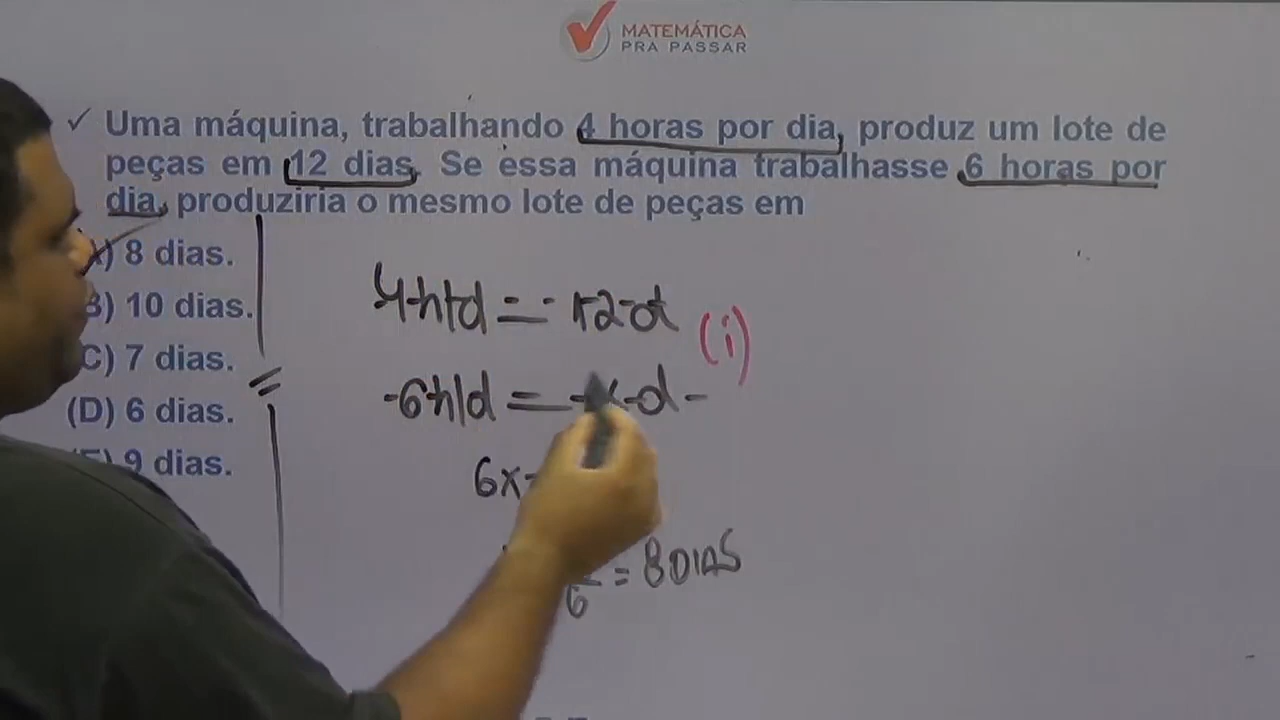 MATEMÁTICA
PRA PASSAR
✓ Uma máquina, trabalhando 4 horas por dia, produz um lote de
peças em 12 dias. Se essa máquina trabalhasse 6 horas por
dia, produziria o mesmo lote de peças em
A) 8 dias.
B) 10 dias.
C) 7 dias.
(D) 6 dias.
(E) 9 dias.
4h/d = 12 d
(i)
6h/d = x d
6x
6 = 8 DIAS